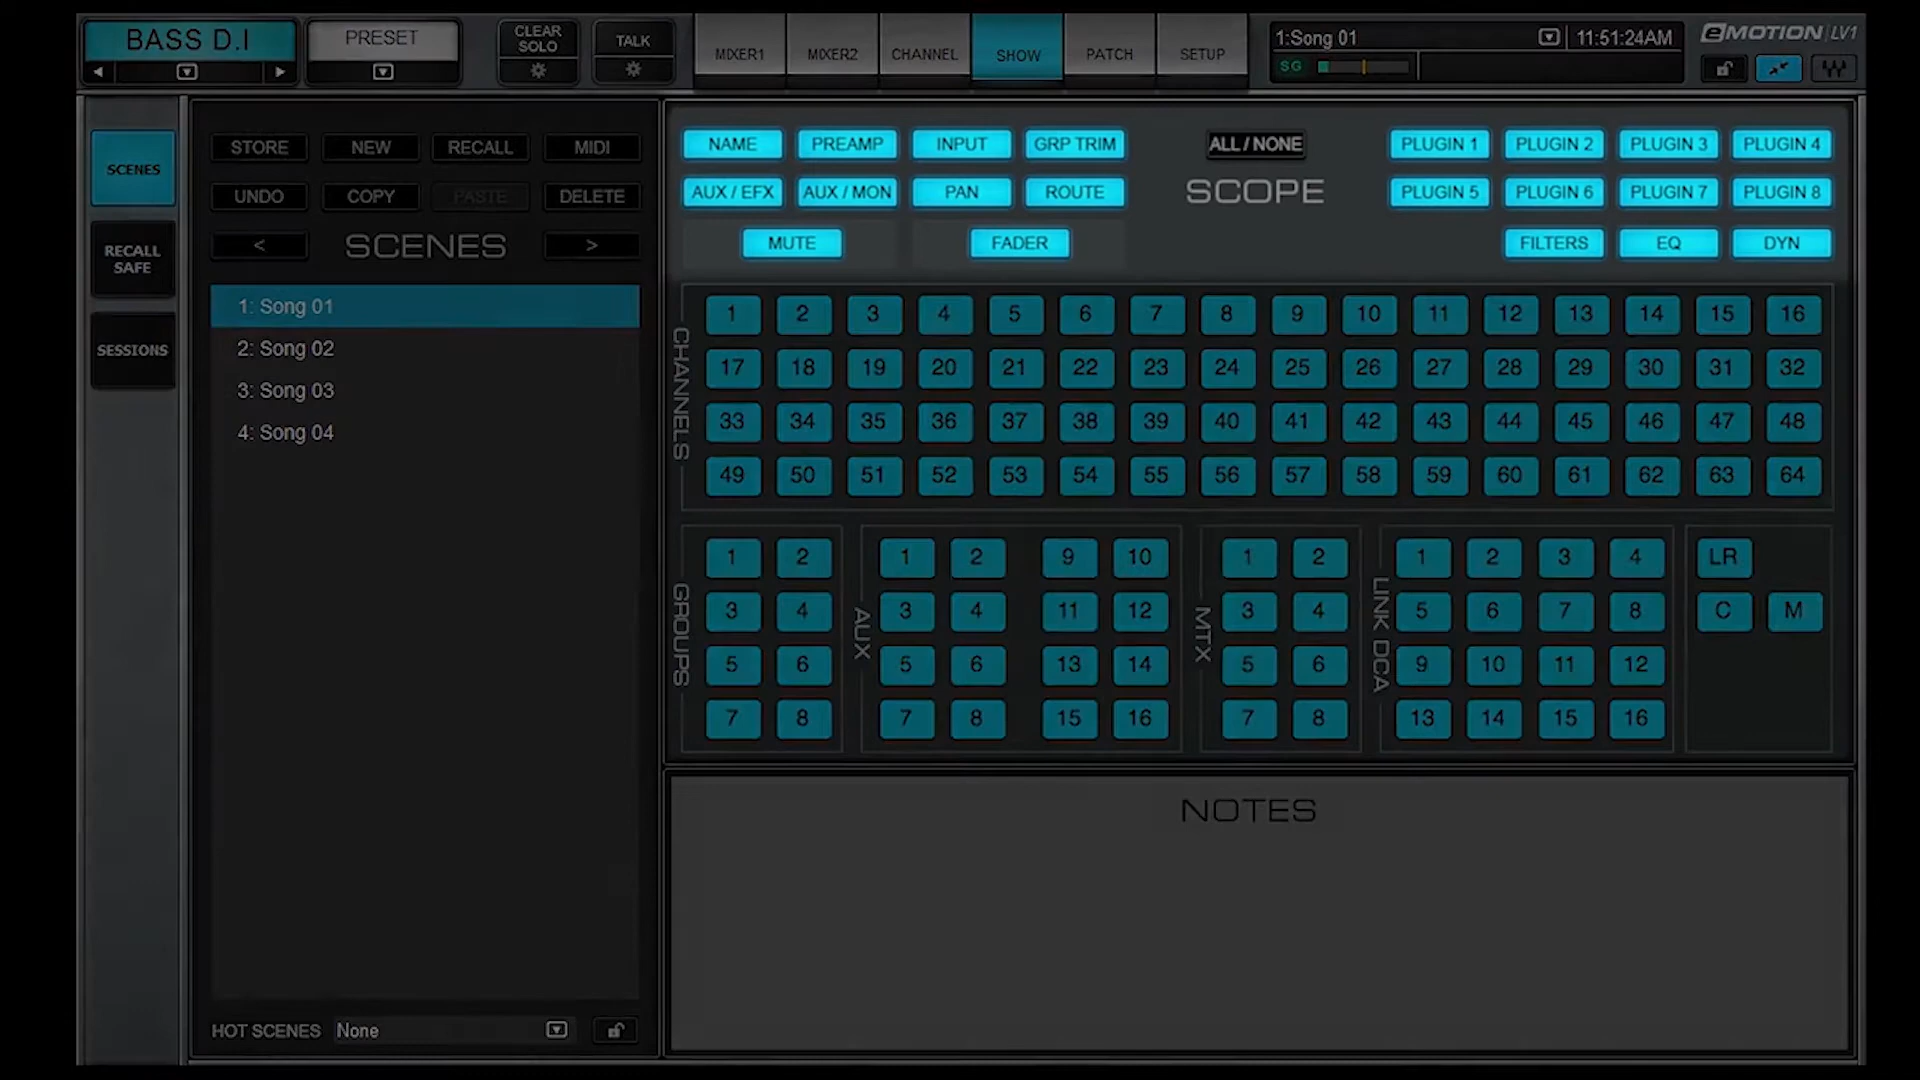 BASS D.I
PRESET
CLEAR
SOLO
TALK
MIXER1 MIXER2 CHANNEL SHOW PATCH SETUP
1:Song 01 11:51:24AM
SG
eMOTION LV1
SCENES
RECALL
SAFE
SESSIONS
STORE NEW RECALL MIDI
UNDO COPY PASTE DELETE
< SCENES >
1: Song 01
2: Song 02
3: Song 03
4: Song 04
HOT SCENES None
NAME PREAMP INPUT GRP TRIM ALL / NONE PLUGIN 1 PLUGIN 2 PLUGIN 3 PLUGIN 4
AUX / EFX AUX / MON PAN ROUTE SCOPE PLUGIN 5 PLUGIN 6 PLUGIN 7 PLUGIN 8
MUTE FADER FILTERS EQ DYN
CHANNELS
1 2 3 4 5 6 7 8 9 10 11 12 13 14 15 16
17 18 19 20 21 22 23 24 25 26 27 28 29 30 31 32
33 34 35 36 37 38 39 40 41 42 43 44 45 46 47 48
49 50 51 52 53 54 55 56 57 58 59 60 61 62 63 64
GROUPS
1 2
3 4
5 6
7 8
AUX
1 2 9 10
3 4 11 12
5 6 13 14
7 8 15 16
MTX
1 2
3 4
5 6
7 8
LINK DCA
1 2 3 4
5 6 7 8
9 10 11 12
13 14 15 16
LR
C M
NOTES